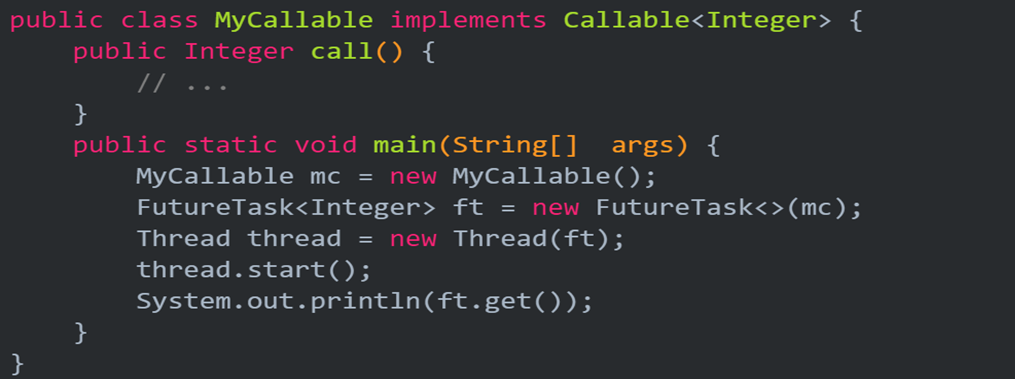 public class MyCallable implements Callable<Integer> {
    public Integer call() {
        // ...
    }
    public static void main(String[]  args) {
        MyCallable mc = new MyCallable();
        FutureTask<Integer> ft = new FutureTask<>(mc);
        Thread thread = new Thread(ft);
        thread.start();
        System.out.println(ft.get());
    }
}